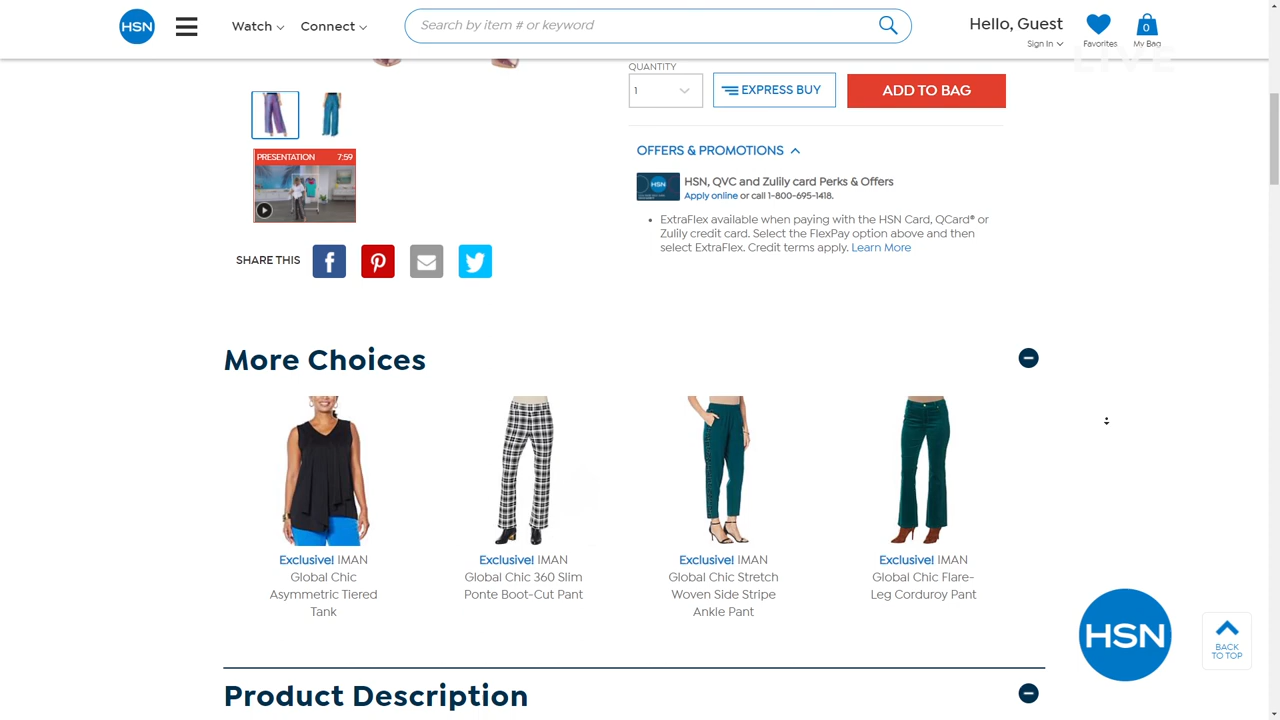 HSN
Watch
Connect
Search by item # or keyword
Hello, Guest
Sign In
Favorites
0
My Bag
LIVE
QUANTITY
1
EXPRESS BUY
ADD TO BAG
PRESENTATION 7:59
OFFERS & PROMOTIONS
HSN
HSN, QVC and Zulily card Perks & Offers
Apply online or call 1-800-695-1418.
• ExtraFlex available when paying with the HSN Card, QCard® or
Zulily credit card. Select the FlexPay option above and then
select ExtraFlex. Credit terms apply. Learn More
SHARE THIS
More Choices
Exclusive! IMAN
Global Chic
Asymmetric Tiered
Tank
Exclusive! IMAN
Global Chic 360 Slim
Ponte Boot-Cut Pant
Exclusive! IMAN
Global Chic Stretch
Woven Side Stripe
Ankle Pant
Exclusive! IMAN
Global Chic Flare-
Leg Corduroy Pant
HSN
BACK
TO TOP
Product Description